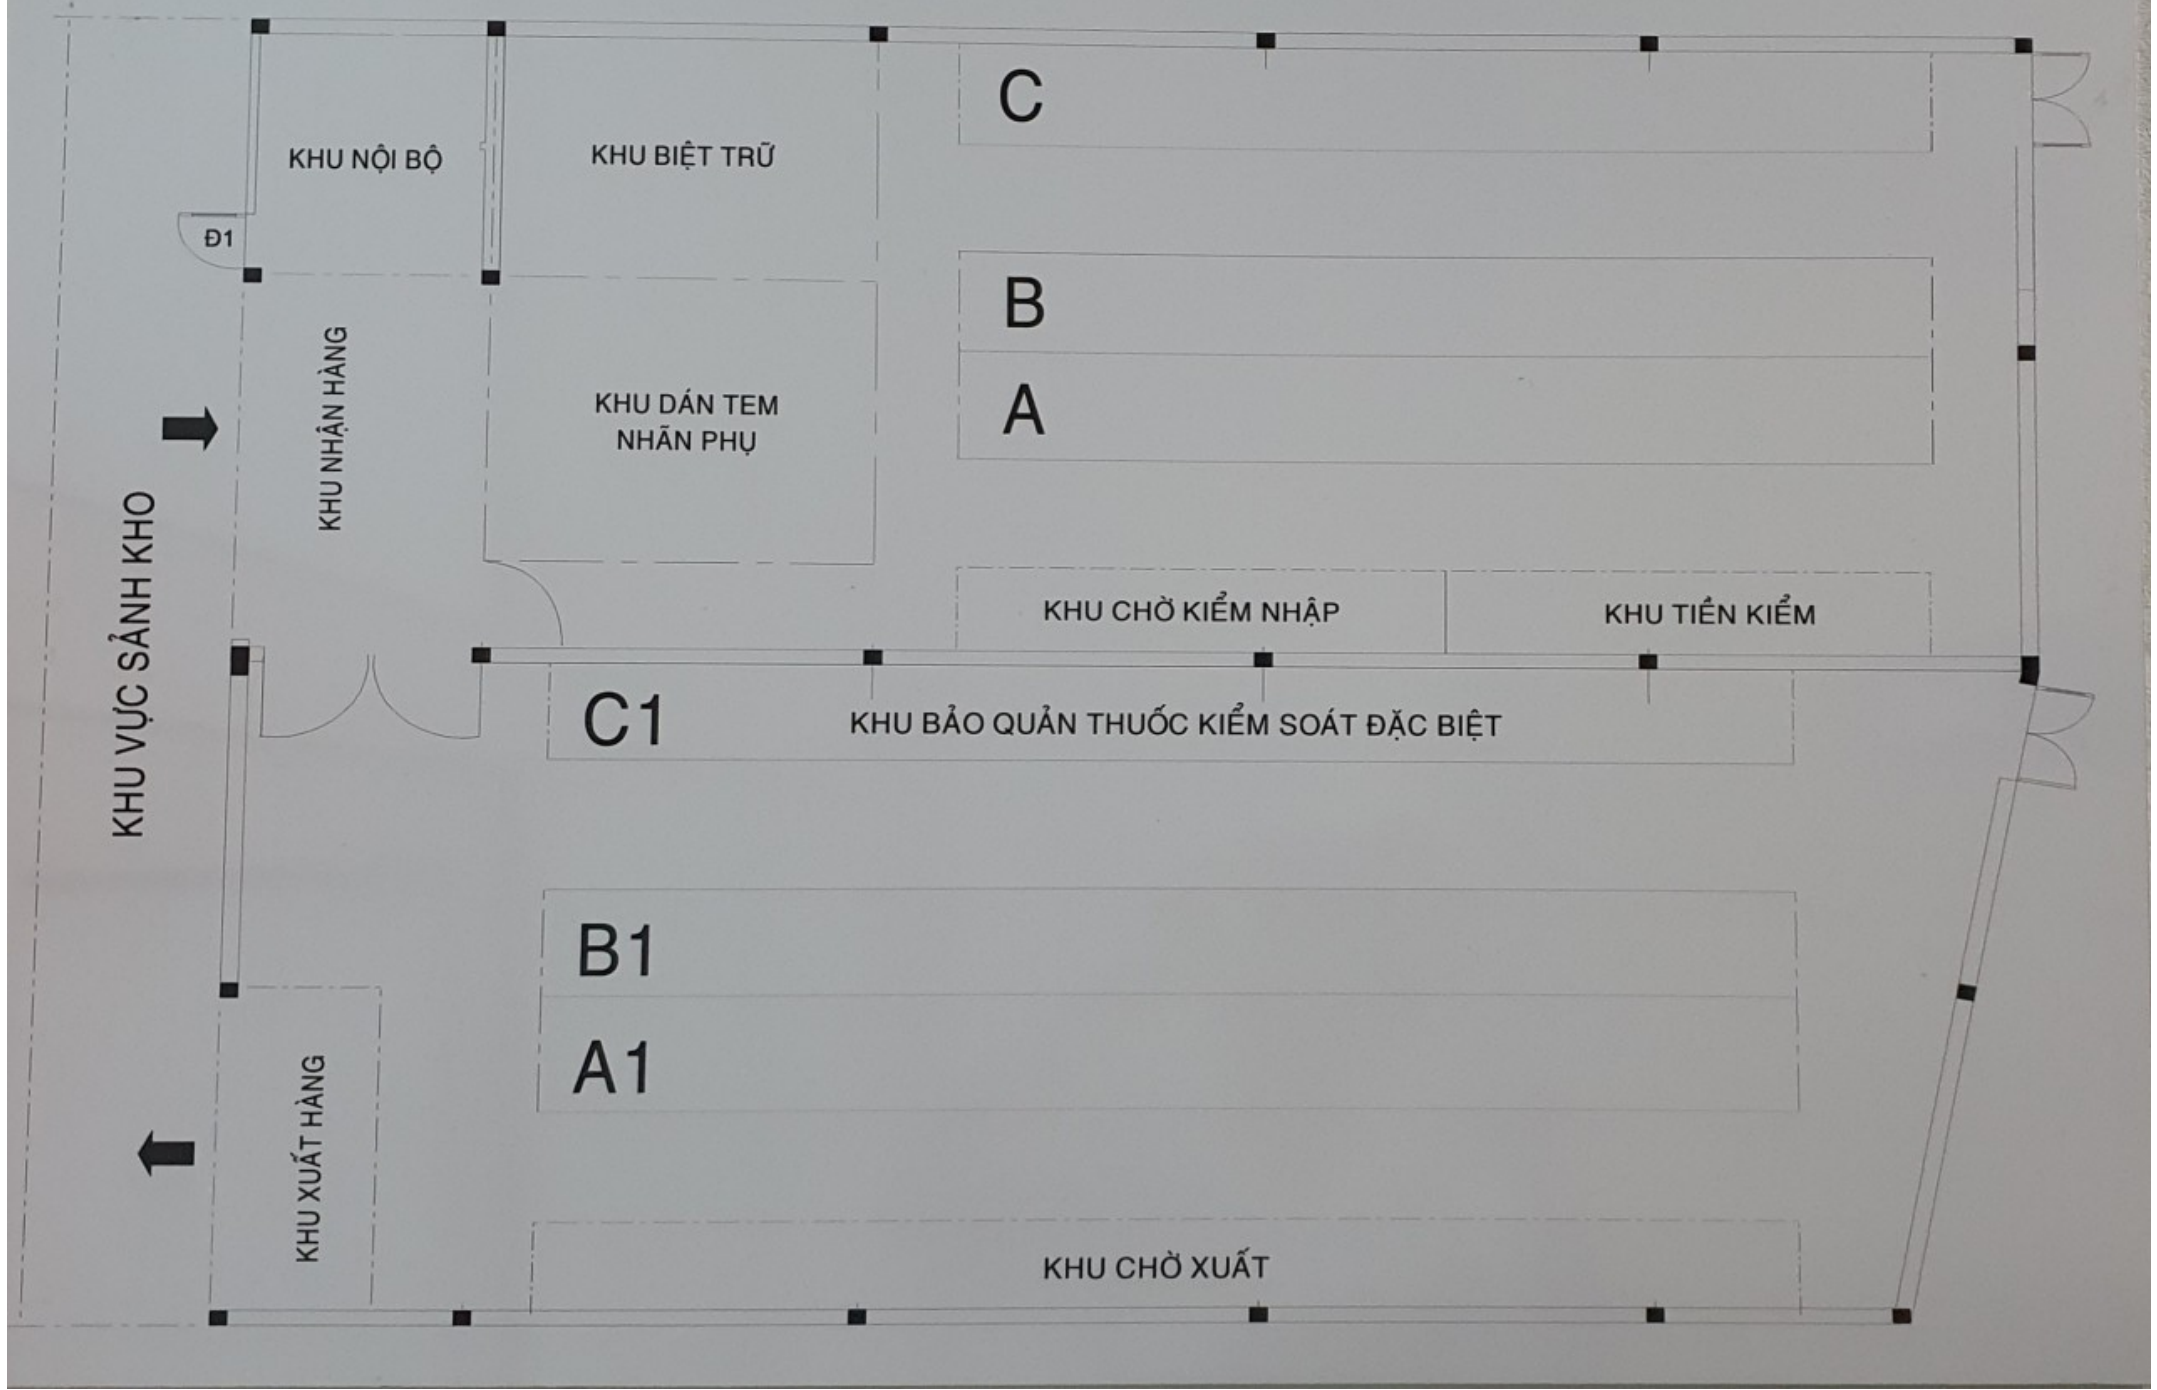 C
KHU NỘI BỘ
KHU BIỆT TRỮ
Đ1
B
KHU NHẬN HÀNG
KHU DÁN TEM
NHÃN PHỤ
A
KHU VỰC SẢNH KHO
KHU CHỜ KIỂM NHẬP
KHU TIỀN KIỂM
C1
KHU BẢO QUẢN THUỐC KIỂM SOÁT ĐẶC BIỆT
B1
A1
KHU XUẤT HÀNG
KHU CHỜ XUẤT